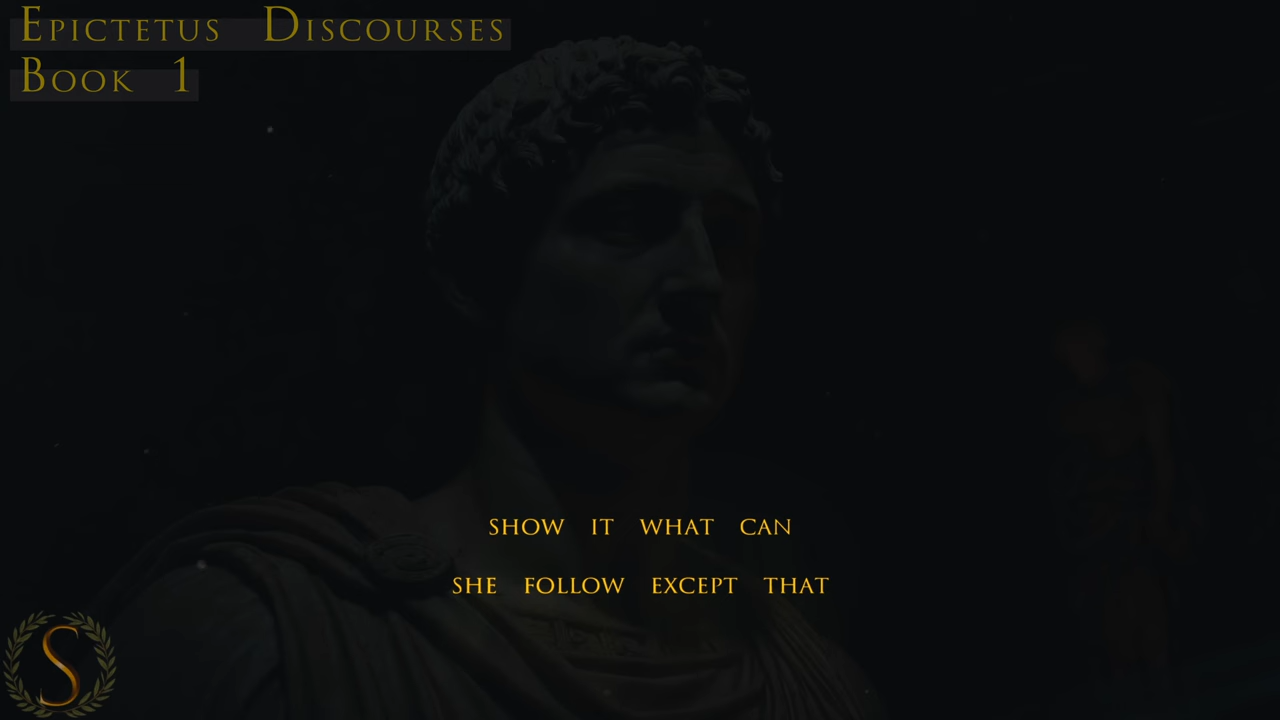 Epictetus Discourses
Book 1
SHOW IT WHAT CAN
SHE FOLLOW EXCEPT THAT
S